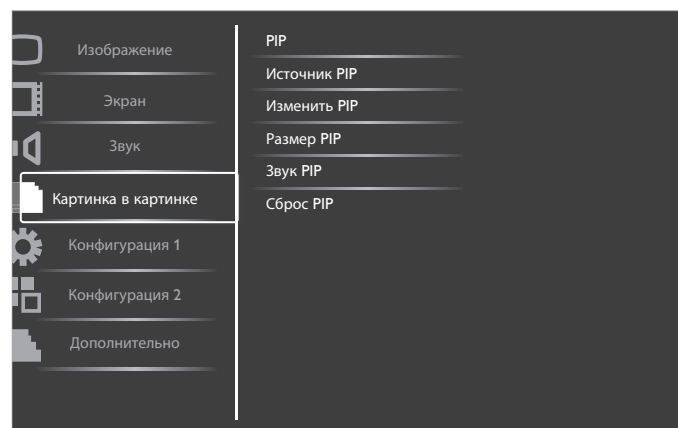 Изображение
Экран
Звук
Картинка в картинке
Конфигурация 1
Конфигурация 2
Дополнительно
PIP
Источник PIP
Изменить PIP
Размер PIP
Звук PIP
Сброс PIP